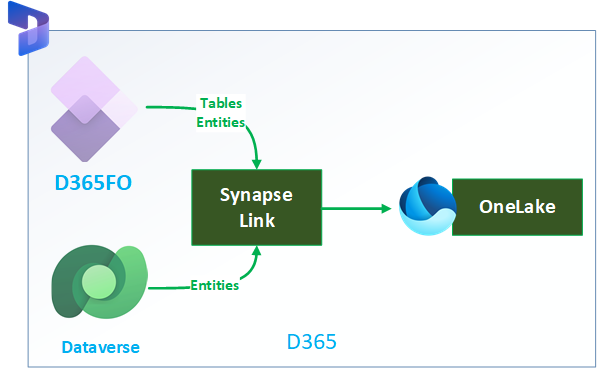 Tables
Entities
D365FO
Synapse
Link
OneLake
Entities
Dataverse
D365